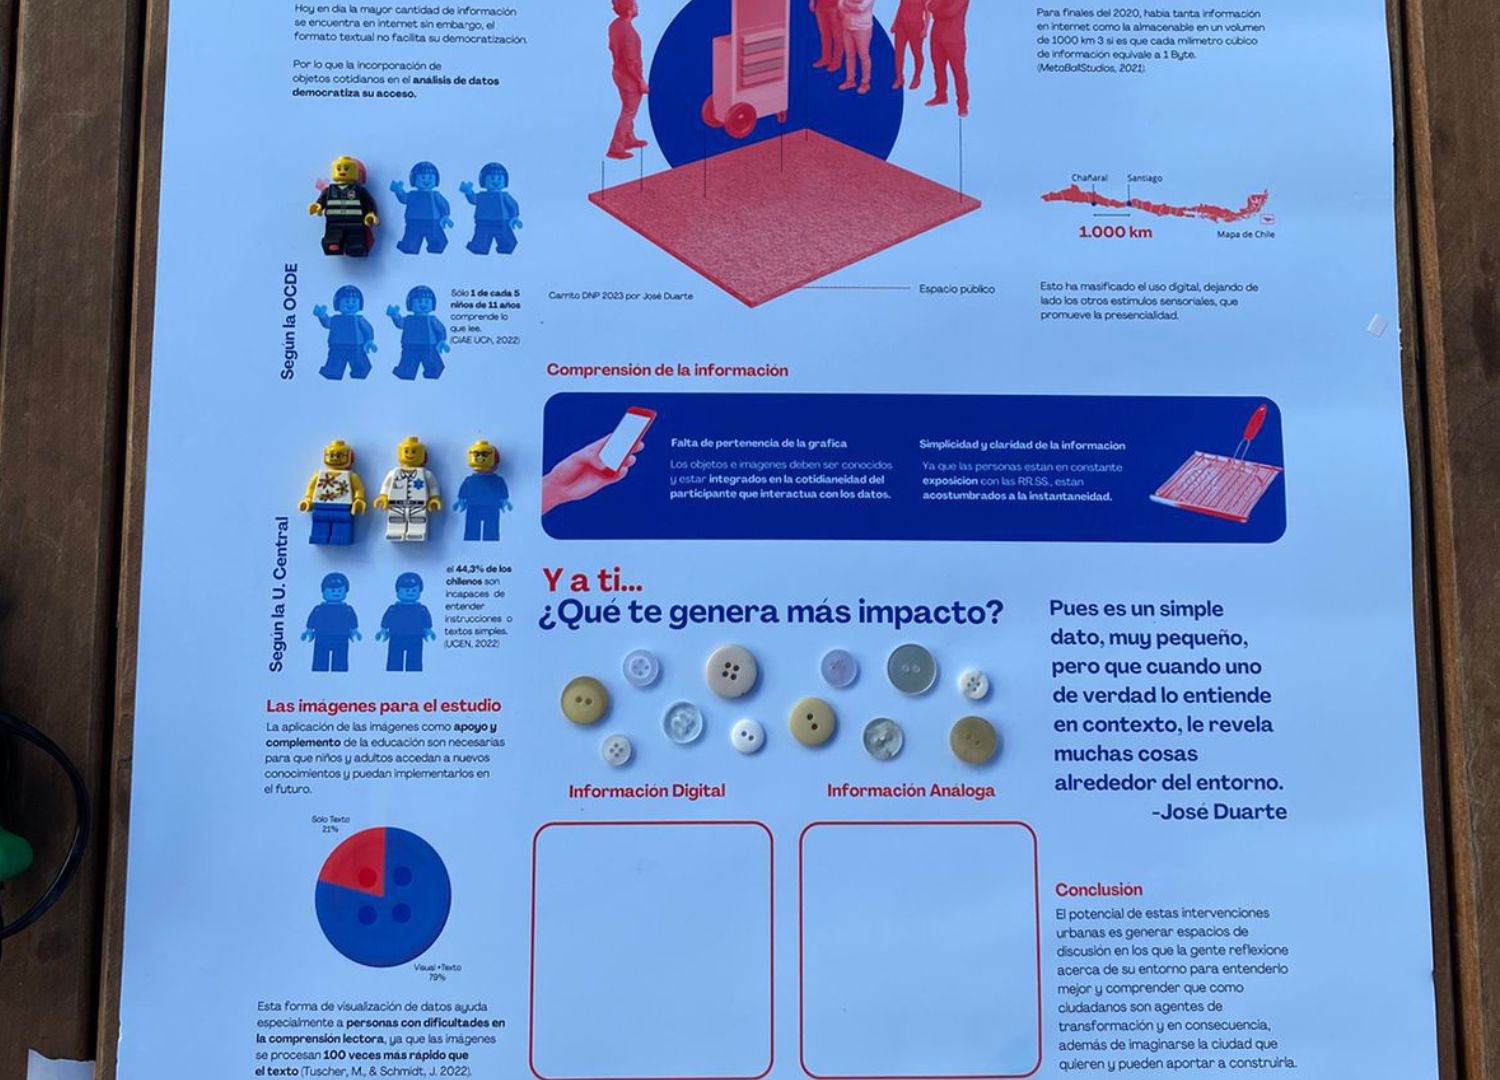 Hoy en día la mayor cantidad de información
se encuentra en internet sin embargo, el
formato textual no facilita su democratización.
Por lo que la incorporación de
objetos cotidianos en el análisis de datos
democratiza su acceso.
Según la OCDE
Sólo 1 de cada 5
niños de 11 años
comprende lo
que lee.
(CIAE UCh, 2022)
Según la U. Central
el 44,3% de los
chilenos son
incapaces de
entender
instrucciones o
textos simples.
(UCEN, 2022)
Las imágenes para el estudio
La aplicación de las imágenes como apoyo y
complemento de la educación son necesarias
para que niños y adultos accedan a nuevos
conocimientos y puedan implementarlos en
el futuro.
Solo Texto
21%
Visual +Texto
79%
Esta forma de visualización de datos ayuda
especialmente a personas con dificultades en
la comprensión lectora, ya que las imágenes
se procesan 100 veces más rápido que
el texto (Tuscher, M., & Schmidt, J. 2022).
Carrito DNP 2023 por José Duarte
Espacio público
Comprensión de la información
Falta de pertenencia de la grafica
Los objetos e imagenes deben ser conocidos
y estar integrados en la cotidianeidad del
participante que interactua con los datos.
Simplicidad y claridad de la informacion
Ya que las personas estan en constante
exposicion con las RR.SS., estan
acostumbrados a la instantaneidad.
Y a ti...
¿Qué te genera más impacto?
Información Digital
Información Análoga
Para finales del 2020, había tanta información
en internet como la almacenable en un volumen
de 1000 km 3 si es que cada milímetro cúbico
de información equivale a 1 Byte.
(MetaBallStudios, 2021).
Chañaral
Santiago
1.000 km
Mapa de Chile
Esto ha masificado el uso digital, dejando de
lado los otros estímulos sensoriales, que
promueve la presencialidad.
Pues es un simple
dato, muy pequeño,
pero que cuando uno
de verdad lo entiende
en contexto, le revela
muchas cosas
alrededor del entorno.
-José Duarte
Conclusión
El potencial de estas intervenciones
urbanas es generar espacios de
discusión en los que la gente reflexione
acerca de su entorno para entenderlo
mejor y comprender que como
ciudadanos son agentes de
transformación y en consecuencia,
además de imaginarse la ciudad que
quieren y pueden aportar a construirla.